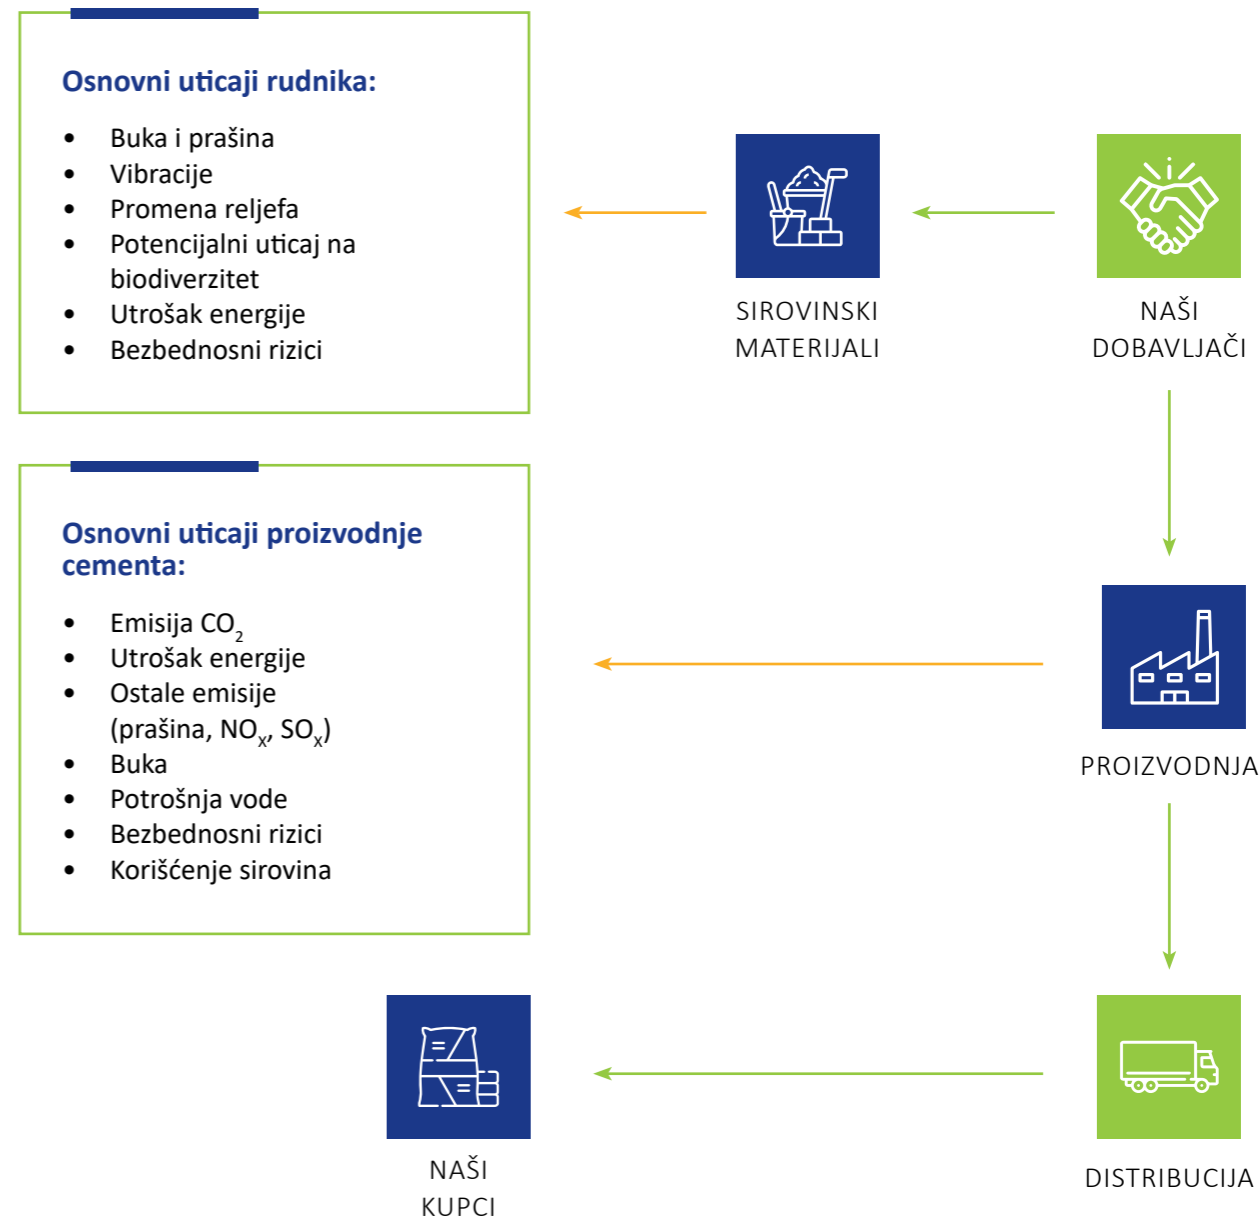 Osnovni uticaji rudnika:
• Buka i prašina
• Vibracije
• Promena reljefa
• Potencijalni uticaj na
biodiverzitet
• Utrošak energije
• Bezbednosni rizici
SIROVINSKI
MATERIJALI
NAŠI
DOBAVLJAČI
Osnovni uticaji proizvodnje
cementa:
• Emisija CO₂
• Utrošak energije
• Ostale emisije
(prašina, NOₓ, SOₓ)
• Buka
• Potrošnja vode
• Bezbednosni rizici
• Korišćenje sirovina
PROIZVODNJA
NAŠI
KUPCI
DISTRIBUCIJA